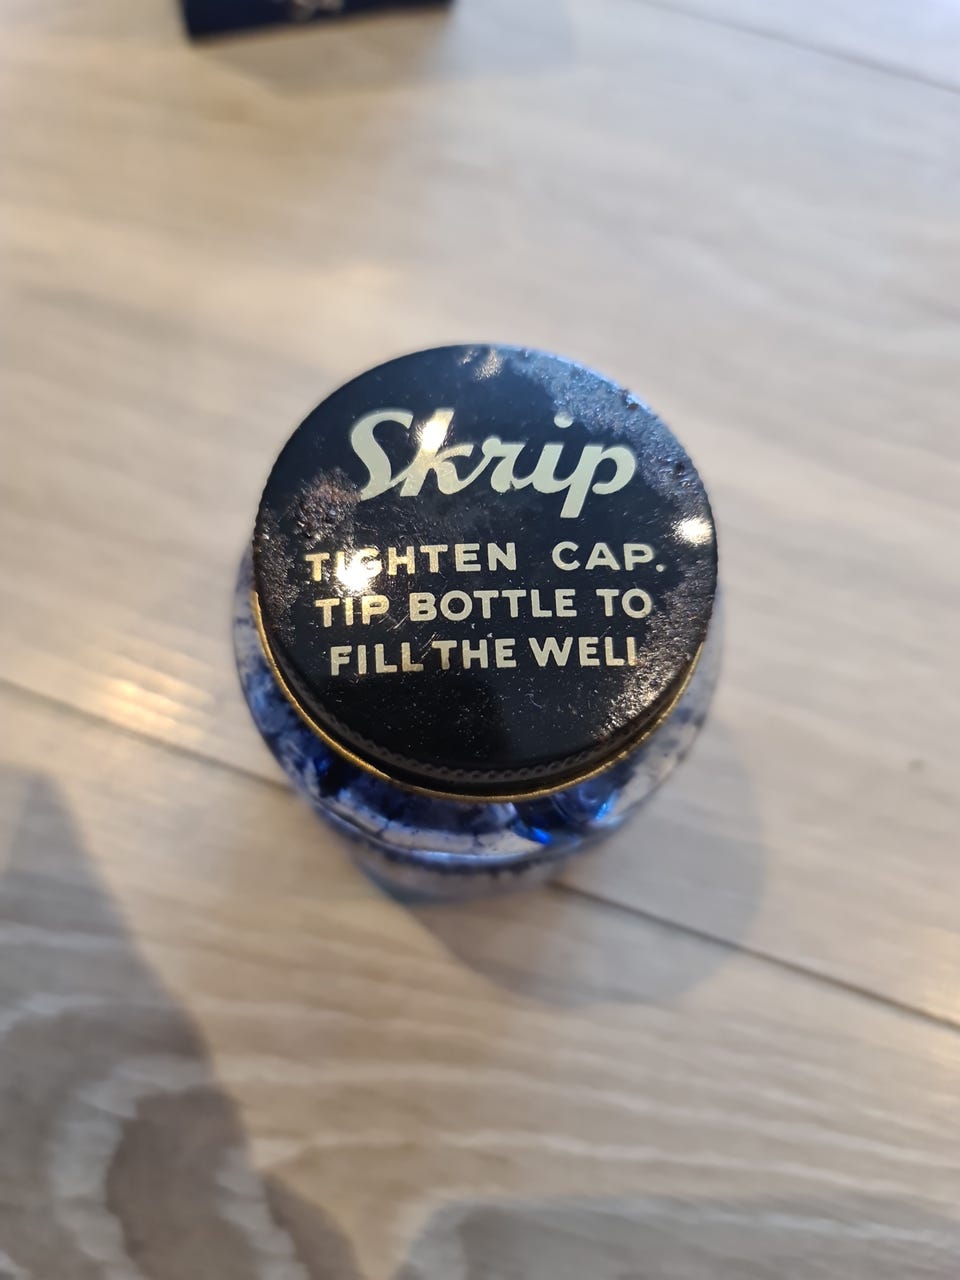 Skrip
TIGHTEN CAP.
TIP BOTTLE TO
FILL THE WELL